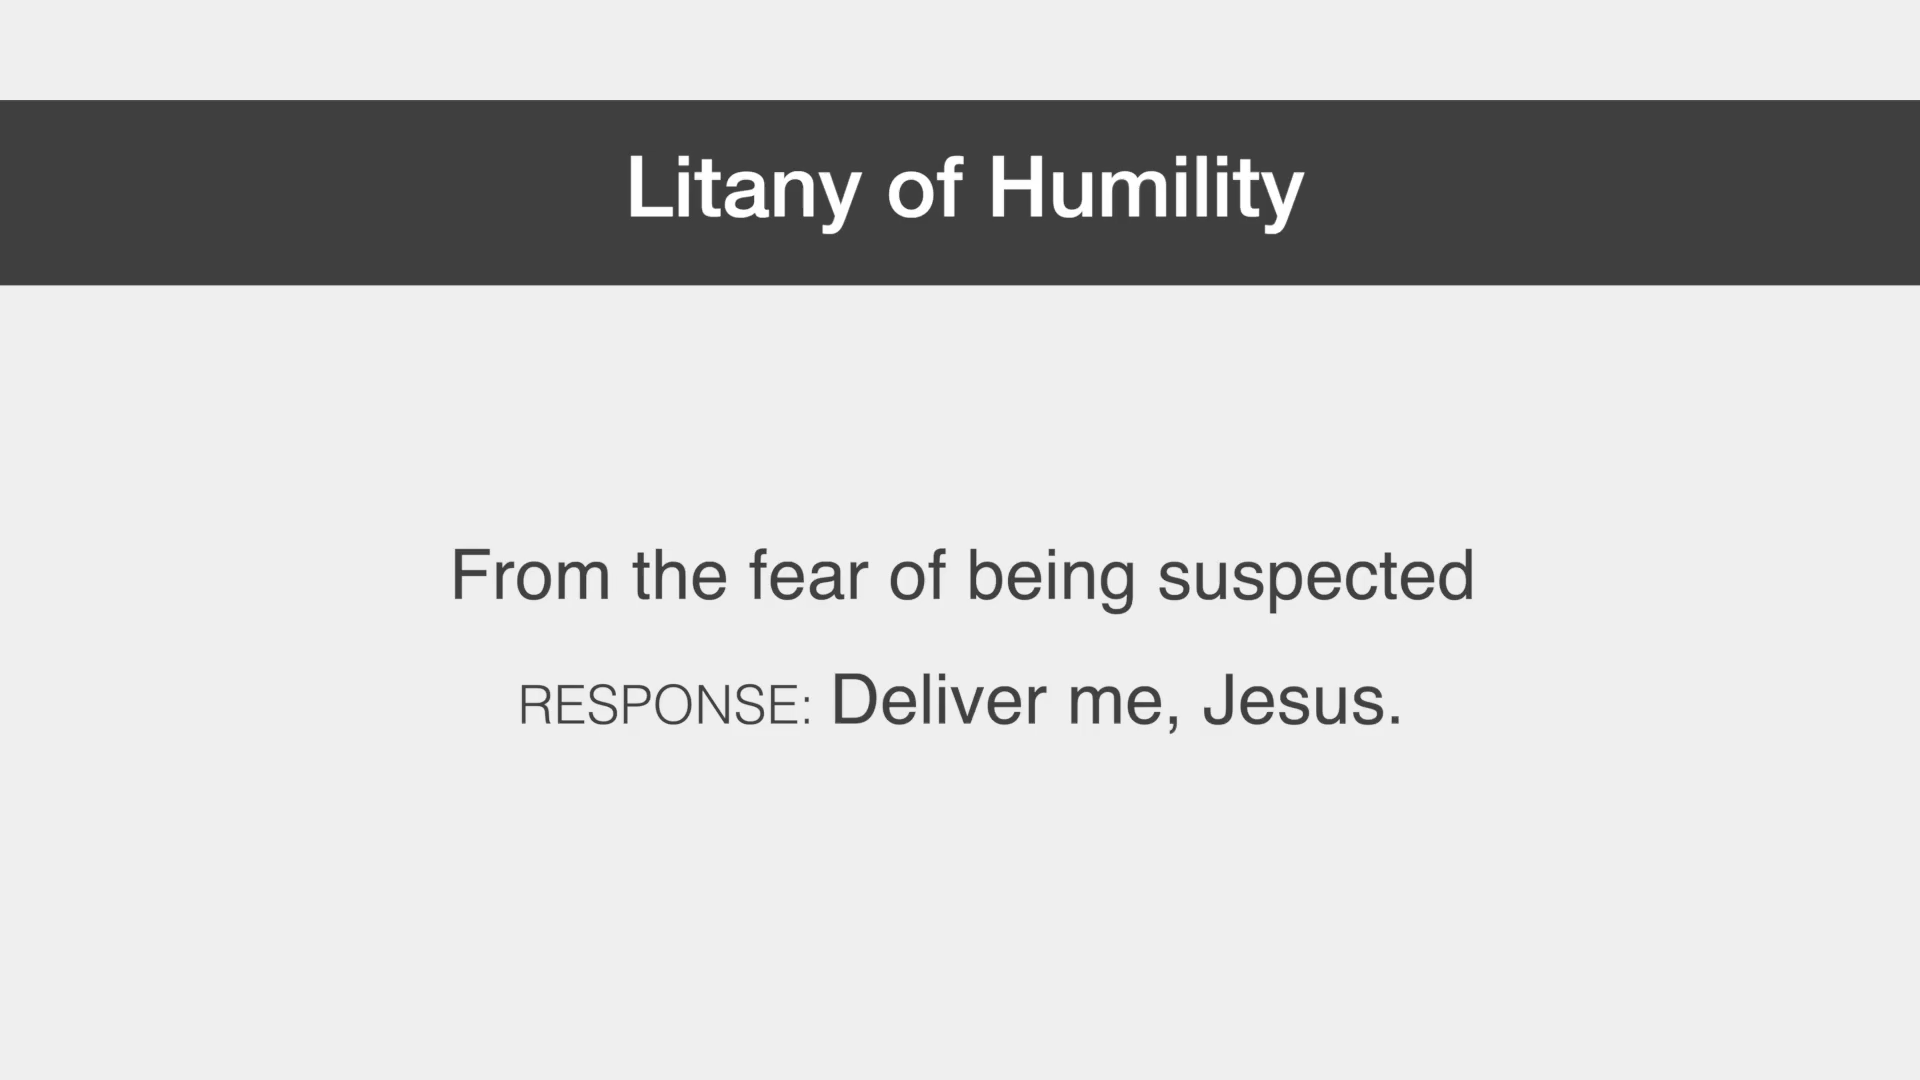 Litany of Humility
From the fear of being suspected
RESPONSE: Deliver me, Jesus.